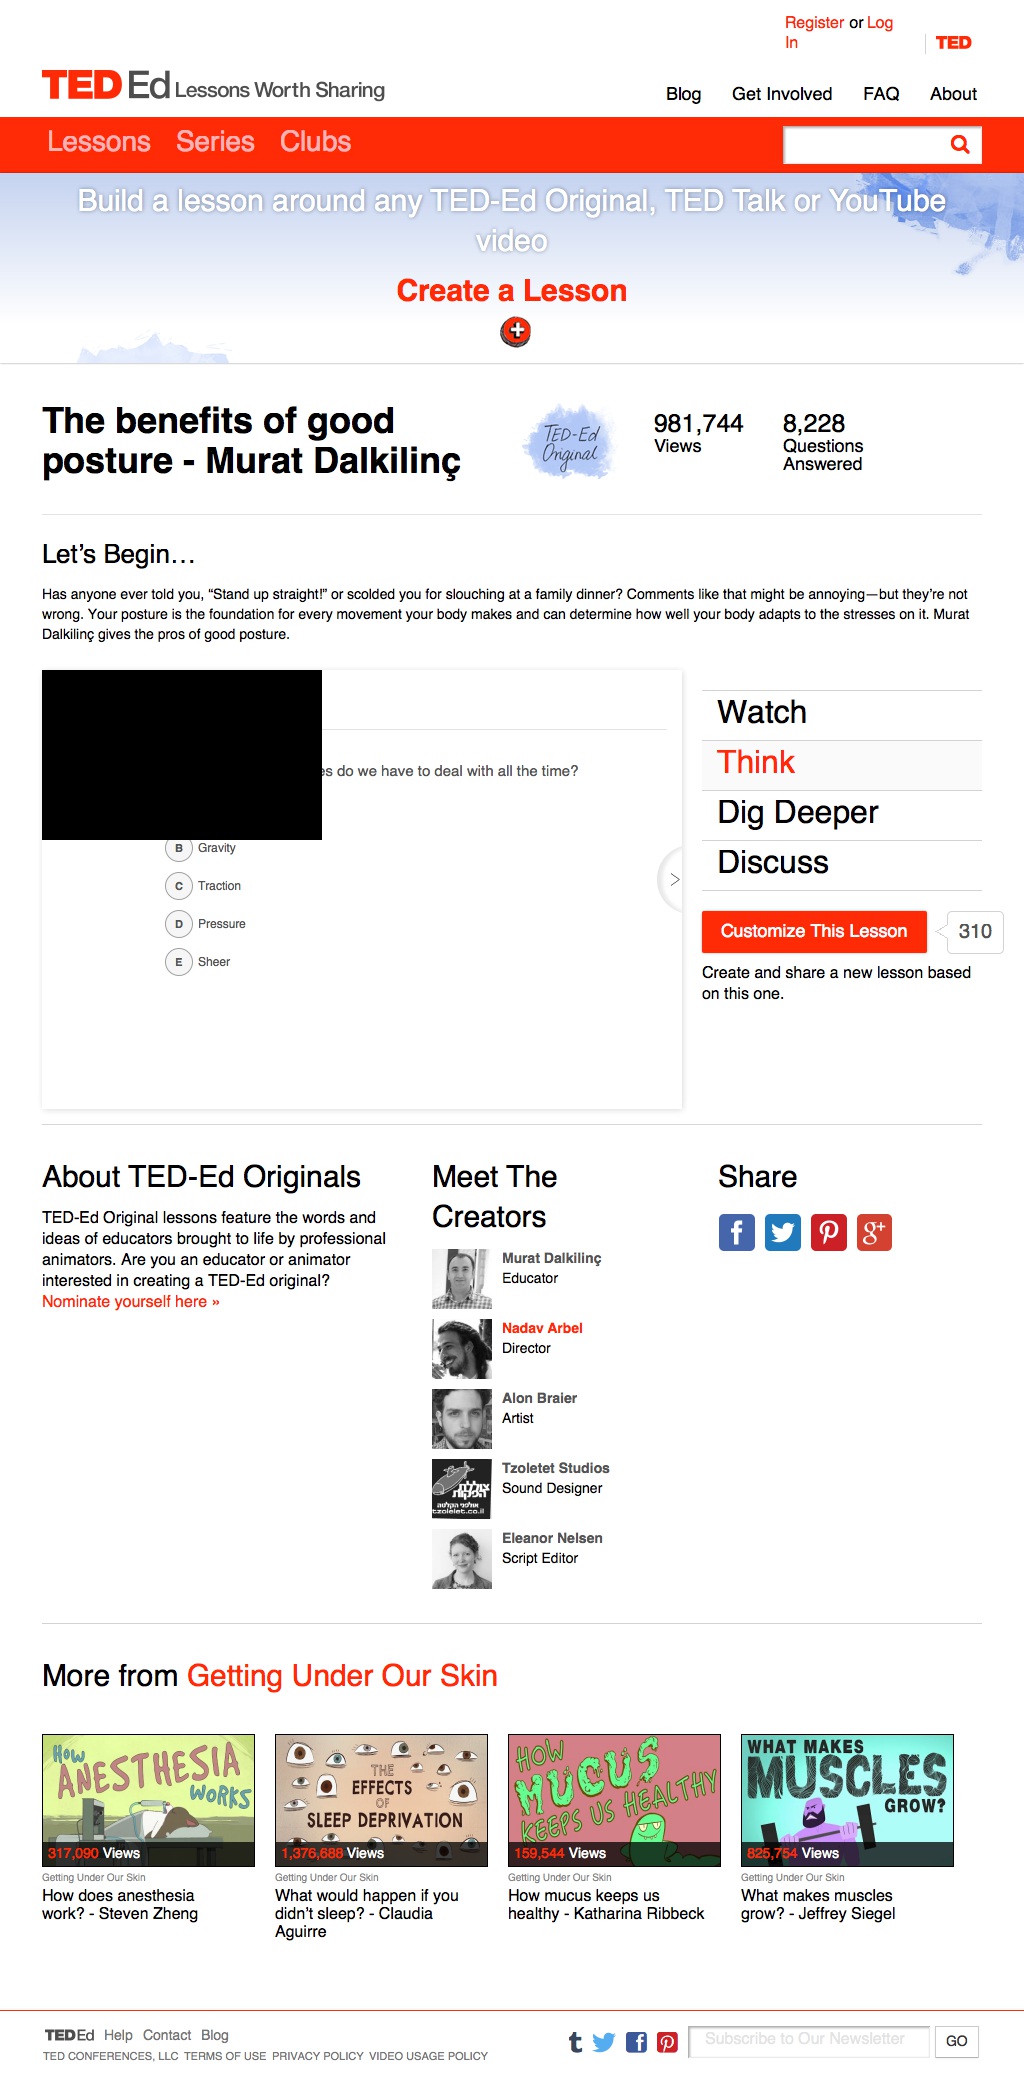 Register or Log
In
TED
TED Ed Lessons Worth Sharing
Blog Get Involved FAQ About
Lessons Series Clubs
Build a lesson around any TED-Ed Original, TED Talk or YouTube
video
Create a Lesson
The benefits of good
posture - Murat Dalkilinç
TED-Ed
Original
981,744
Views
8,228
Questions
Answered
Let’s Begin…
Has anyone ever told you, “Stand up straight!” or scolded you for slouching at a family dinner? Comments like that might be annoying—but they’re not
wrong. Your posture is the foundation for every movement your body makes and can determine how well your body adapts to the stresses on it. Murat
Dalkilinç gives the pros of good posture.
do we have to deal with all the time?
B Gravity
C Traction
D Pressure
E Sheer
Watch
Think
Dig Deeper
Discuss
Customize This Lesson
310
Create and share a new lesson based
on this one.
About TED-Ed Originals
TED-Ed Original lessons feature the words and
ideas of educators brought to life by professional
animators. Are you an educator or animator
interested in creating a TED-Ed original?
Nominate yourself here »
Meet The
Creators
Murat Dalkilinç
Educator
Nadav Arbel
Director
Alon Braier
Artist
צוללת
הפקות
אולפני הקלטה
tzolelet.co.il
Tzoletet Studios
Sound Designer
Eleanor Nelsen
Script Editor
Share
More from Getting Under Our Skin
HOW
ANESTHESIA
WORKS
317,090 Views
Getting Under Our Skin
How does anesthesia
work? - Steven Zheng
THE
EFFECTS
OF
SLEEP DEPRIVATION
1,376,688 Views
Getting Under Our Skin
What would happen if you
didn’t sleep? - Claudia
Aguirre
HOW
MUCUS
KEEPS US HEALTHY
159,544 Views
Getting Under Our Skin
How mucus keeps us
healthy - Katharina Ribbeck
WHAT MAKES
MUSCLES
GROW?
825,754 Views
Getting Under Our Skin
What makes muscles
grow? - Jeffrey Siegel
TED Ed Help Contact Blog
TED CONFERENCES, LLC TERMS OF USE PRIVACY POLICY VIDEO USAGE POLICY
Subscribe to Our Newsletter
GO